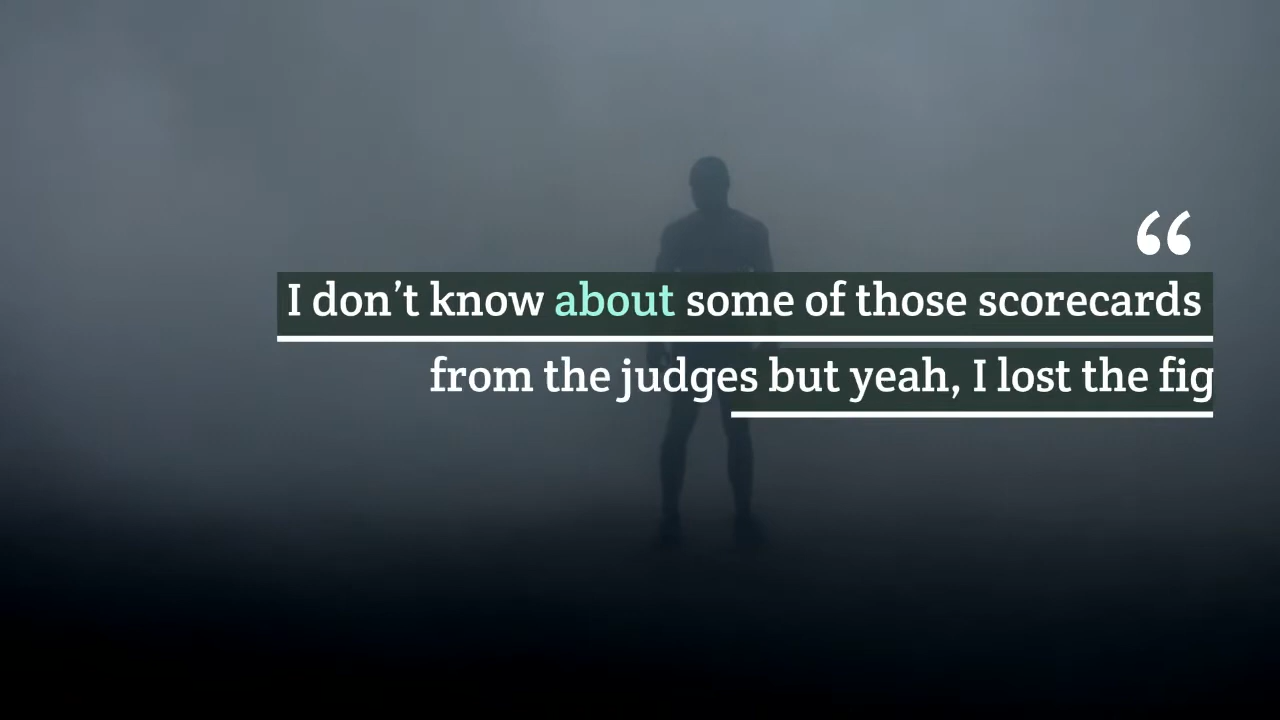 “
I don’t know about some of those scorecards
from the judges but yeah, I lost the fig